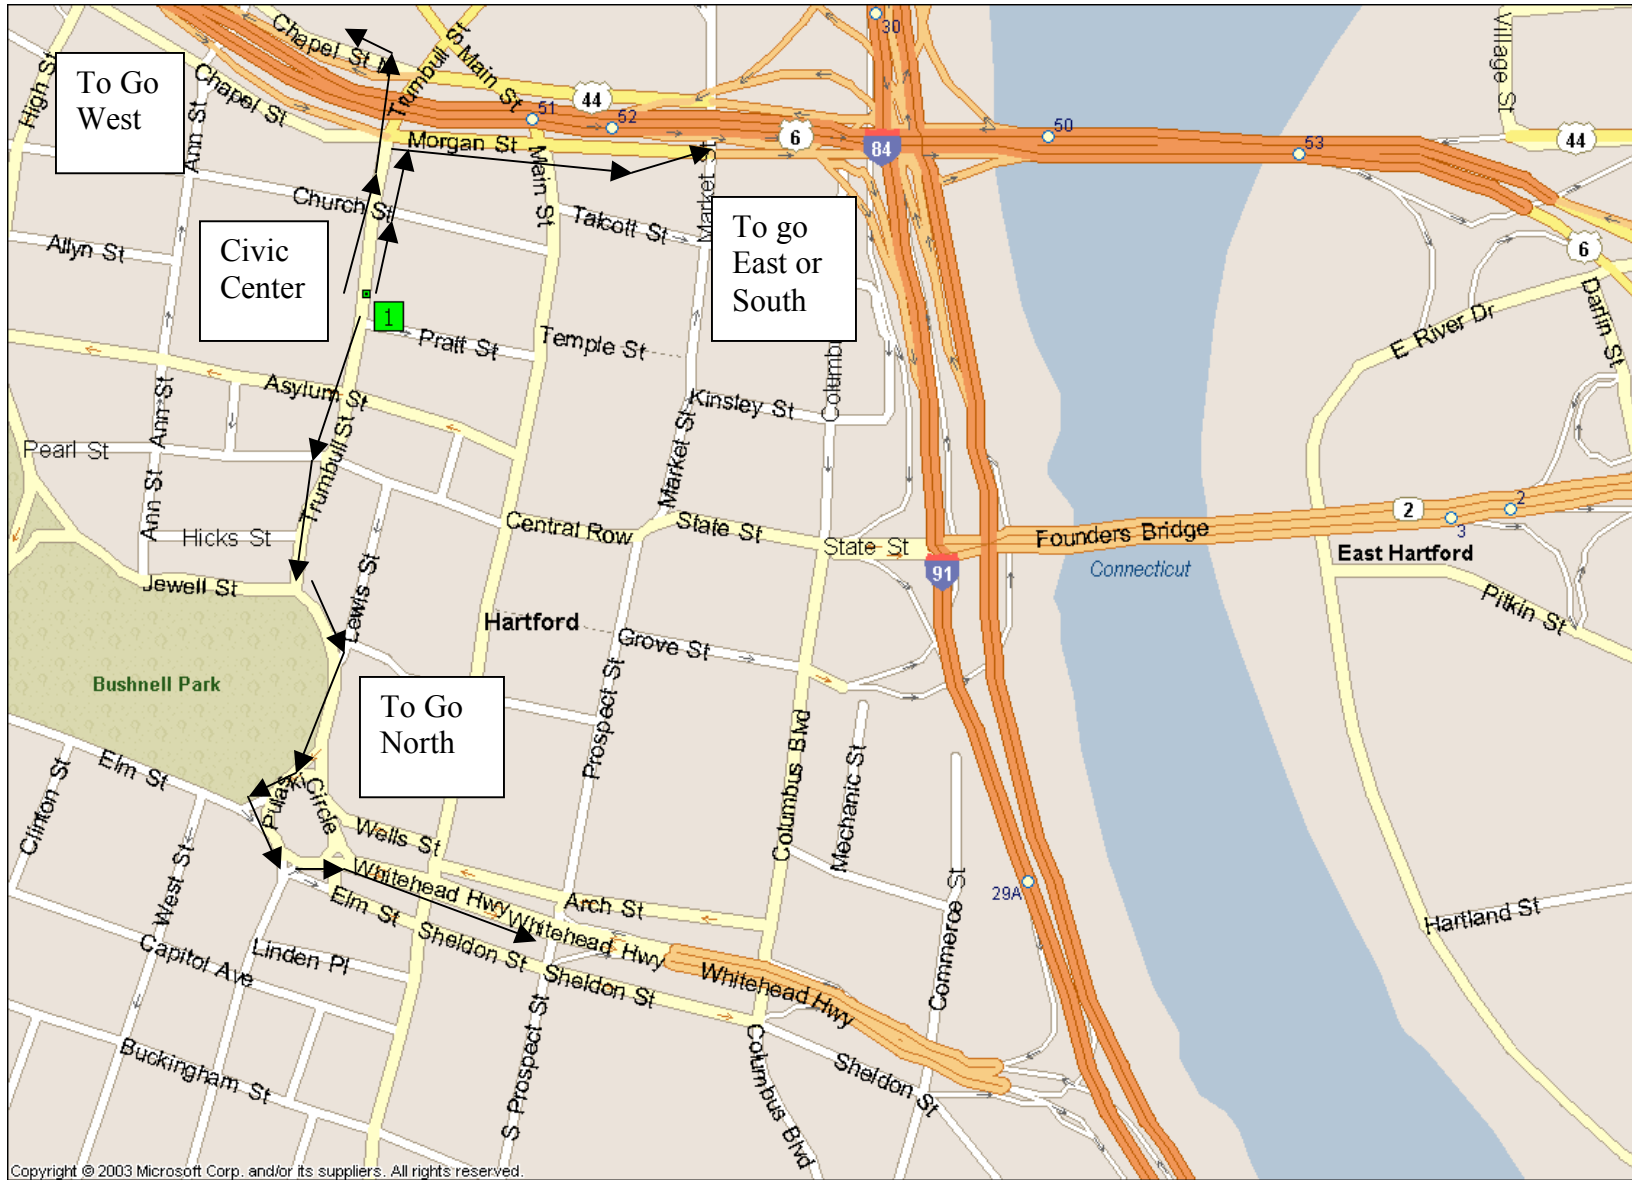 30
Village St
Chapel St
Trumbull St
S Main St
High St
To Go
West
Chapel St
Ann St
44
51
52
6
84
50
53
44
Morgan St
Main St
Market St
Church St
Talcott St
Allyn St
Civic
Center
To go
East or
South
6
Darlin St
E River Dr
1
Pratt St
Temple St
Asylum St
Kinsley St
Columbu
Ann St
Trumbull St
Market St
Pearl St
Ann St
Hicks St
Central Row
State St
State St
Founders Bridge
2
2
3
East Hartford
Connecticut
91
Jewell St
Lewis St
Hartford
Grove St
Pitkin St
Bushnell Park
To Go
North
Prospect St
Columbus Blvd
Mechanic St
Elm St
Clinton St
Pulaski
Circle
Wells St
West St
Whitehead Hwy
Elm St
Arch St
Whitehead Hwy
29A
Commerce St
Hartland St
Capitol Ave
Linden Pl
Sheldon St
Sheldon St
Whitehead Hwy
Buckingham St
S Prospect St
Columbus Blvd
Sheldon St
Copyright © 2003 Microsoft Corp. and/or its suppliers. All rights reserved.